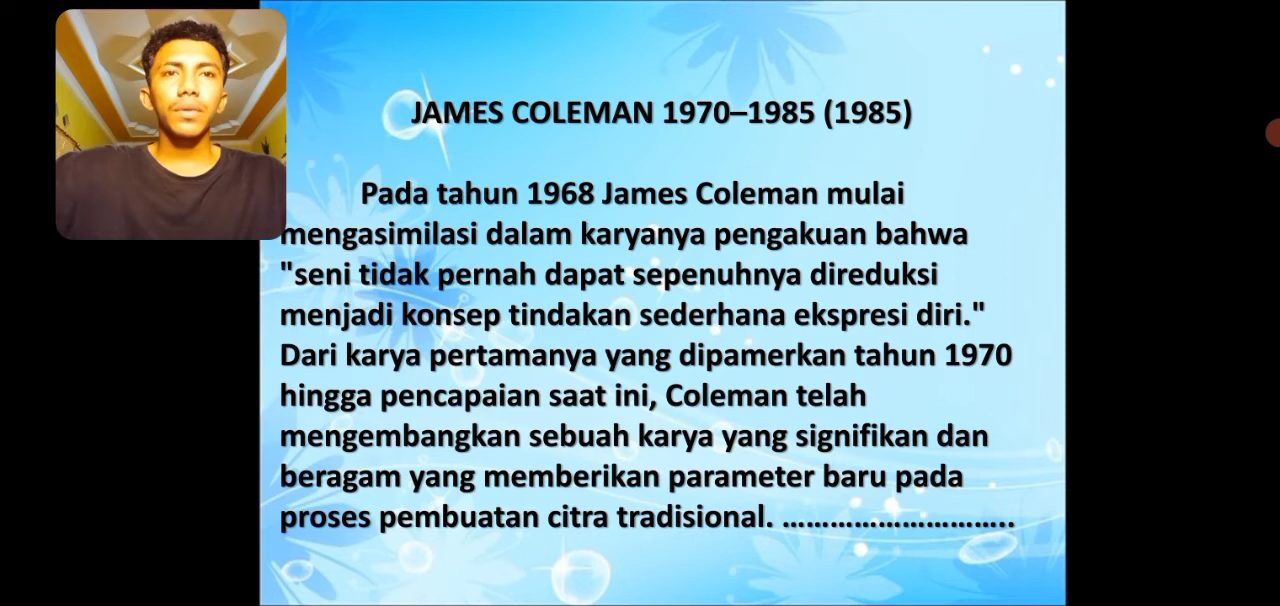 JAMES COLEMAN 1970–1985 (1985)
Pada tahun 1968 James Coleman mulai
mengasimilasi dalam karyanya pengakuan bahwa
"seni tidak pernah dapat sepenuhnya direduksi
menjadi konsep tindakan sederhana ekspresi diri."
Dari karya pertamanya yang dipamerkan tahun 1970
hingga pencapaian saat ini, Coleman telah
mengembangkan sebuah karya yang signifikan dan
beragam yang memberikan parameter baru pada
proses pembuatan citra tradisional. ………………………..